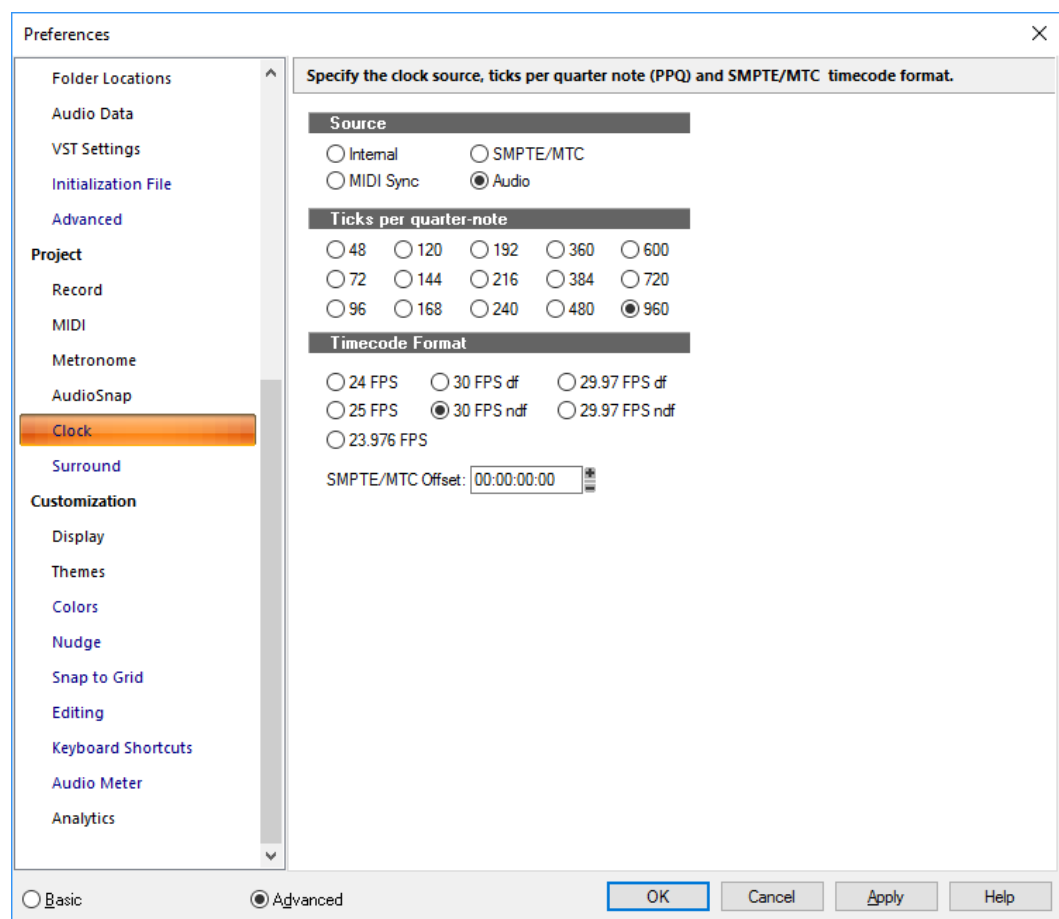 Preferences
Folder Locations
Audio Data
VST Settings
Initialization File
Advanced
Project
Record
MIDI
Metronome
AudioSnap
Clock
Surround
Customization
Display
Themes
Colors
Nudge
Snap to Grid
Editing
Keyboard Shortcuts
Audio Meter
Analytics
Specify the clock source, ticks per quarter note (PPQ) and SMPTE/MTC timecode format.
Source
Internal SMPTE/MTC
MIDI Sync Audio
Ticks per quarter-note
48 120 192 360 600
72 144 216 384 720
96 168 240 480 960
Timecode Format
24 FPS 30 FPS df 29.97 FPS df
25 FPS 30 FPS ndf 29.97 FPS ndf
23.976 FPS
SMPTE/MTC Offset: 00:00:00:00
Basic Advanced OK Cancel Apply Help